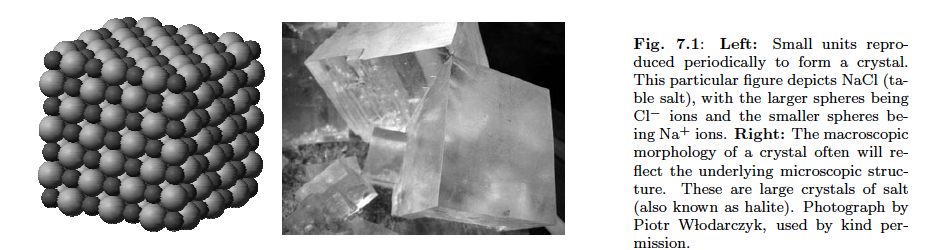 Fig. 7.1: Left: Small units repro-
duced periodically to form a crystal.
This particular figure depicts NaCl (ta-
ble salt), with the larger spheres being
Cl⁻ ions and the smaller spheres be-
ing Na⁺ ions. Right: The macroscopic
morphology of a crystal often will re-
flect the underlying microscopic struc-
ture. These are large crystals of salt
(also known as halite). Photograph by
Piotr Włodarczyk, used by kind per-
mission.